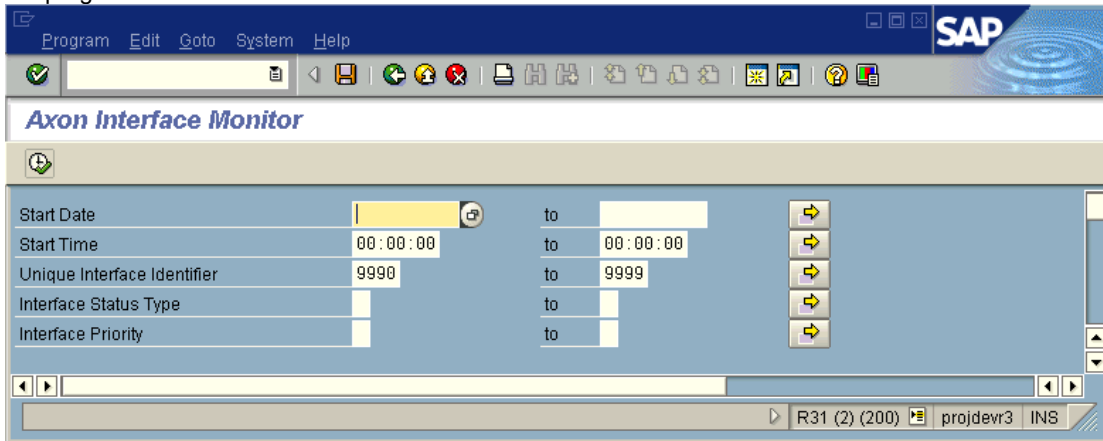 Program Edit Goto System Help
SAP
Axon Interface Monitor
Start Date to
Start Time 00:00:00 to 00:00:00
Unique Interface Identifier 9990 to 9999
Interface Status Type to
Interface Priority to
R31 (2) (200) projdevr3 INS